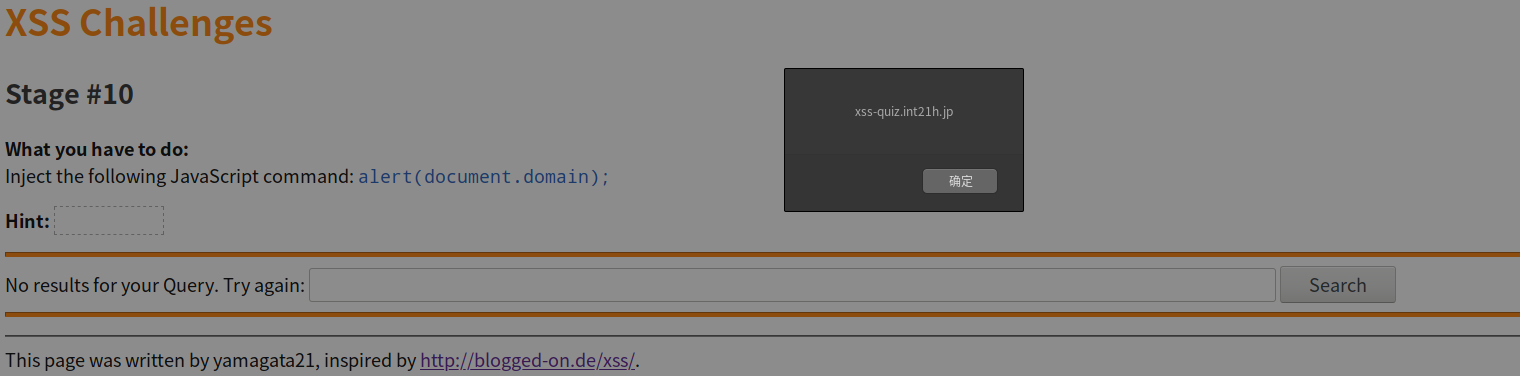 XSS Challenges
Stage #10
What you have to do:
Inject the following JavaScript command: alert(document.domain);
Hint:
xss-quiz.int21h.jp
确定
No results for your Query. Try again: Search
This page was written by yamagata21, inspired by http://blogged-on.de/xss/.